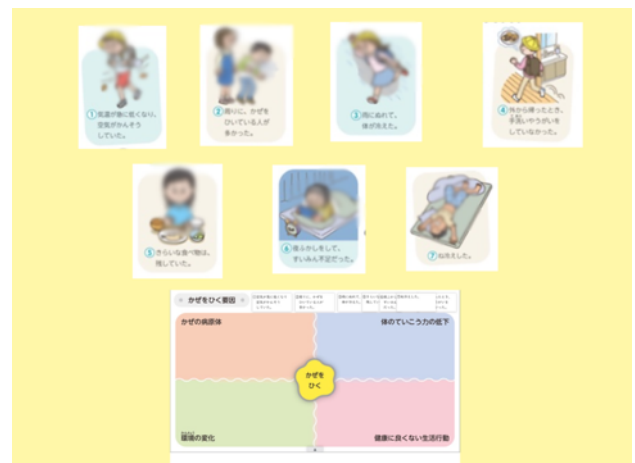 ①気温が急に低くなり、
空気がかんそう
していた。
②周りに、かぜを
ひいている人が
多かった。
③雨にぬれて、
体が冷えた。
④外から帰ったとき、
手洗いやうがいを
していなかった。
⑤きらいな食べ物は、
残していた。
⑥夜ふかしをして、
すいみん不足だった。
⑦ね冷えした。
かぜをひく要因
かぜの病原体
体のていこう力の低下
かぜを
ひく
環境の変化
健康に良くない生活行動